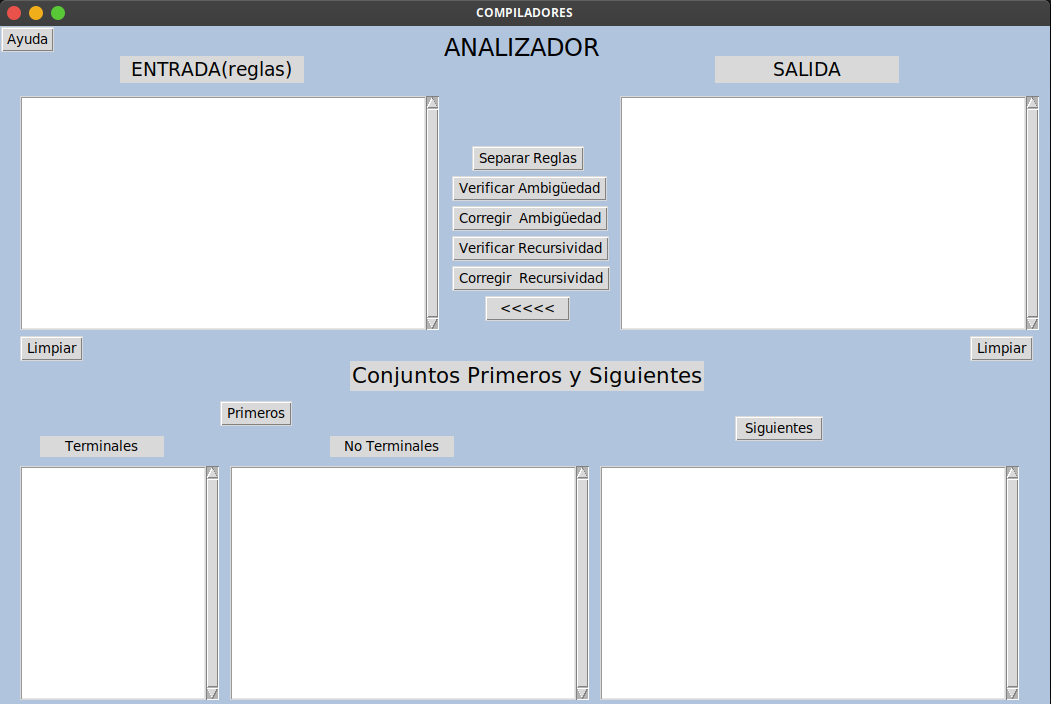 COMPILADORES
Ayuda
ANALIZADOR
ENTRADA(reglas)
SALIDA
Separar Reglas
Verificar Ambigüedad
Corregir  Ambigüedad
Verificar Recursividad
Corregir  Recursividad
<<<<<
Limpiar
Limpiar
Conjuntos Primeros y Siguientes
Primeros
Siguientes
Terminales
No Terminales